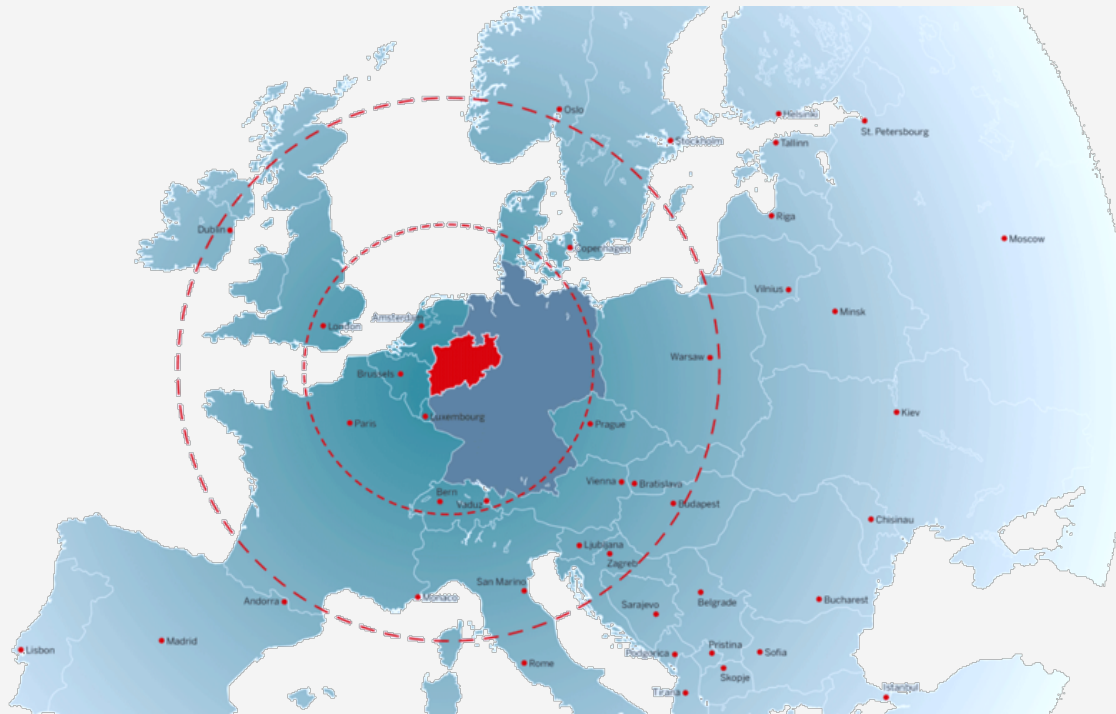 Oslo
Helsinki
St. Petersbourg
Stockholm
Tallinn
Riga
Dublin
Moscow
Copenhagen
Vilnius
Minsk
Amsterdam
London
Warsaw
Brussels
Kiev
Luxembourg
Paris
Prague
Vienna
Bratislava
Bern
Vaduz
Budapest
Chisinau
Ljubljana
Zagreb
San Marino
Monaco
Andorra
Belgrade
Bucharest
Sarajevo
Madrid
Lisbon
Pristina
Podgorica
Sofia
Rome
Skopje
Tirana
Istanbul